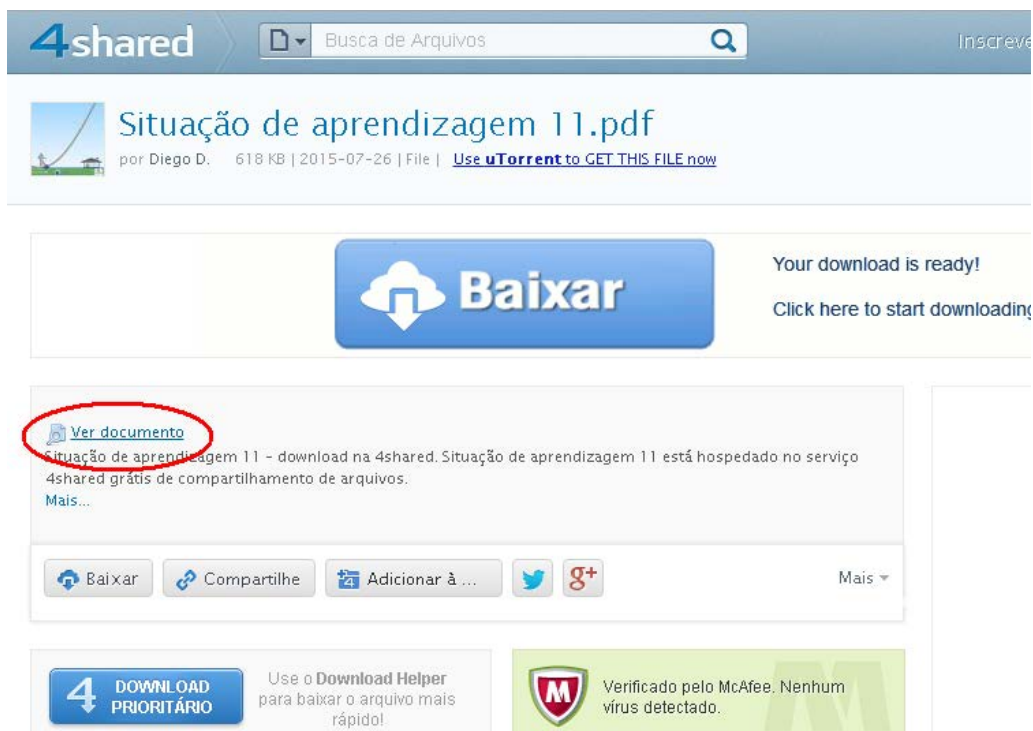 4shared
Busca de Arquivos
Situação de aprendizagem 11.pdf
por Diego D. 618 KB | 2015-07-26 | File | Use uTorrent to GET THIS FILE now
Baixar
Your download is ready!
Click here to start downloading
Ver documento
Situação de aprendizagem 11 - download na 4shared. Situação de aprendizagem 11 está hospedado no serviço
4shared grátis de compartilhamento de arquivos.
Mais...
Baixar
Compartilhe
Adicionar à ...
g+
Mais
4 DOWNLOAD
PRIORITÁRIO
Use o Download Helper
para baixar o arquivo mais
rápido!
M
Verificado pelo McAfee. Nenhum
vírus detectado.